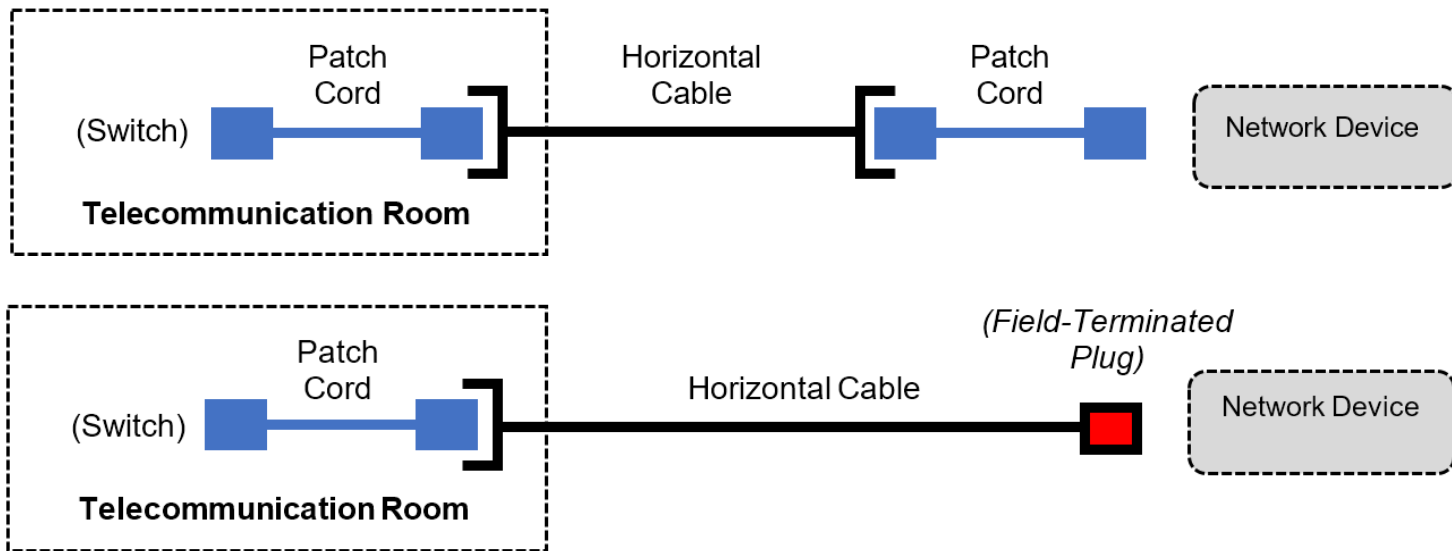 Patch
Cord
Horizontal
Cable
Patch
Cord
(Switch)
Network Device
Telecommunication Room
(Field-Terminated
Plug)
Patch
Cord
Horizontal Cable
Network Device
(Switch)
Telecommunication Room